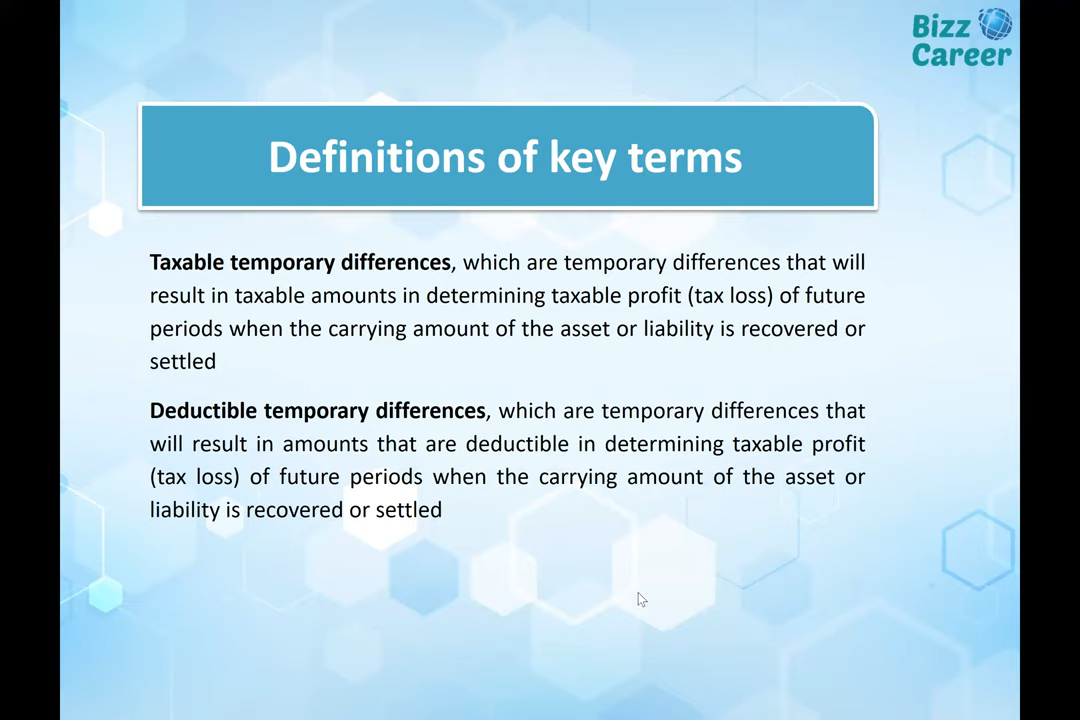 Bizz
Career
Definitions of key terms
Taxable temporary differences, which are temporary differences that will
result in taxable amounts in determining taxable profit (tax loss) of future
periods when the carrying amount of the asset or liability is recovered or
settled
Deductible temporary differences, which are temporary differences that
will result in amounts that are deductible in determining taxable profit
(tax loss) of future periods when the carrying amount of the asset or
liability is recovered or settled